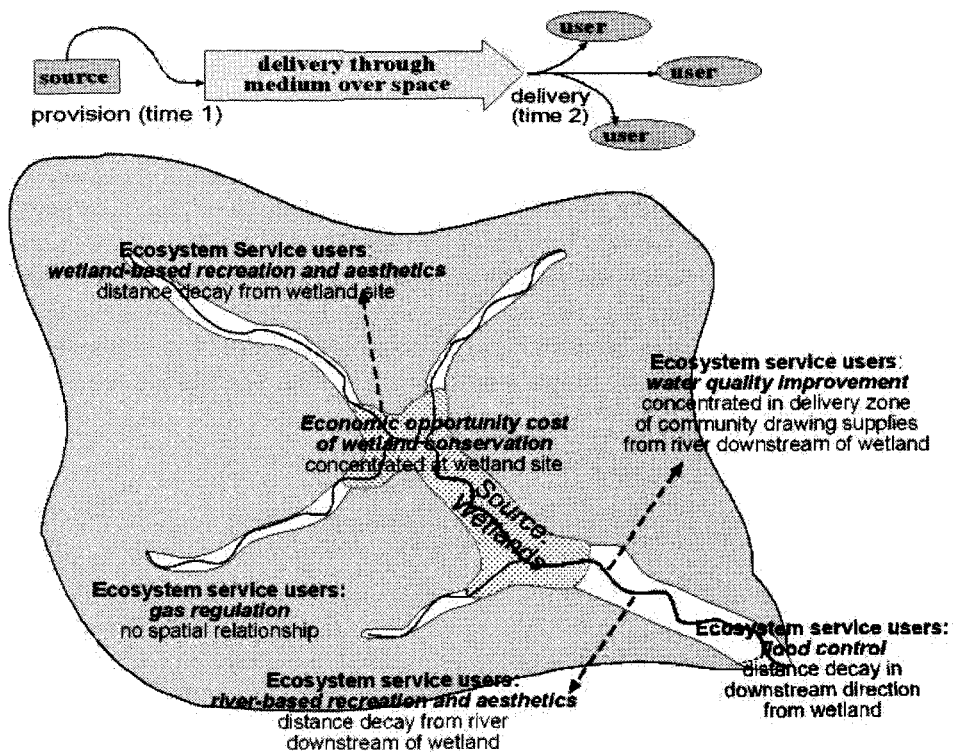 source
delivery through
medium over space
user
user
user
provision (time 1)
delivery
(time 2)
Ecosystem Service users:
wetland-based recreation and aesthetics
distance decay from wetland site
Ecosystem service users:
water quality improvement
concentrated in delivery zone
of community drawing supplies
from river downstream of wetland
Economic opportunity cost
of wetland conservation
concentrated at wetland site
Source:
Wetlands
Ecosystem service users:
gas regulation
no spatial relationship
Ecosystem service users:
flood control
distance decay in
downstream direction
from wetland
Ecosystem service users:
river-based recreation and aesthetics
distance decay from river
downstream of wetland